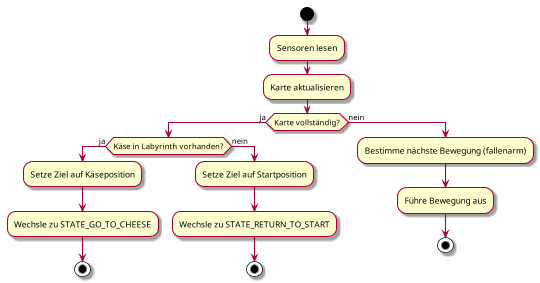 Sensoren lesen
Karte aktualisieren
ja
Karte vollständig?
nein
ja
Käse in Labyrinth vorhanden?
nein
Bestimme nächste Bewegung (fallenarm)
Setze Ziel auf Käseposition
Setze Ziel auf Startposition
Führe Bewegung aus
Wechsle zu STATE_GO_TO_CHEESE
Wechsle zu STATE_RETURN_TO_START